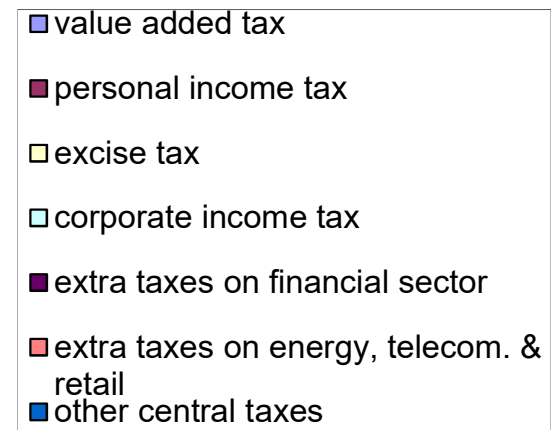 value added tax
personal income tax
excise tax
corporate income tax
extra taxes on financial sector
extra taxes on energy, telecom. &
retail
other central taxes